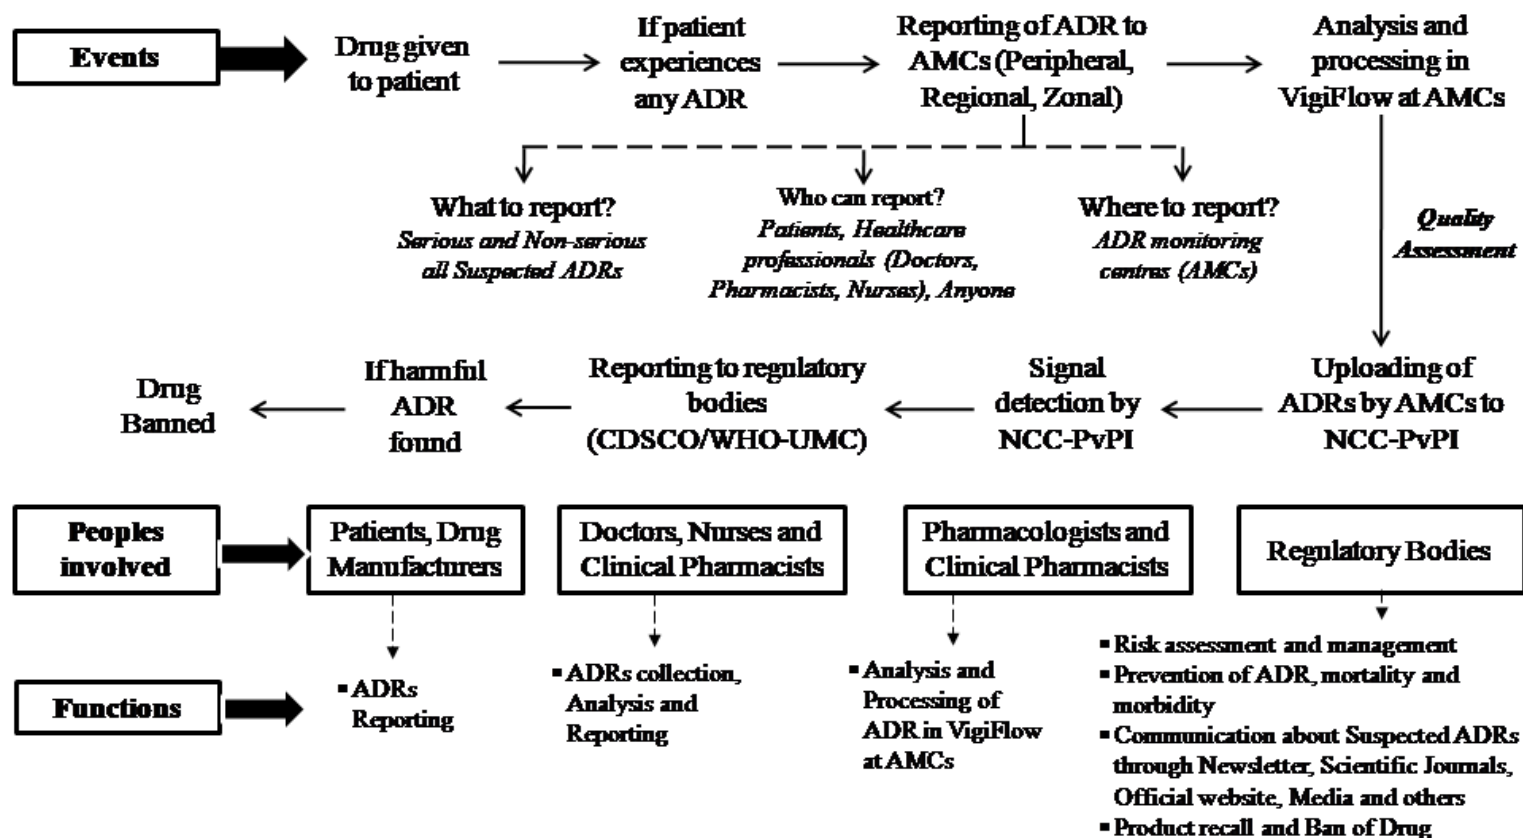 Events
Drug given
to patient
If patient
experiences
any ADR
Reporting of ADR to
AMCs (Peripheral,
Regional, Zonal)
Analysis and
processing in
VigiFlow at AMCs
What to report?
Serious and Non-serious
all Suspected ADRs
Who can report?
Patients, Healthcare
professionals (Doctors,
Pharmacists, Nurses), Anyone
Where to report?
ADR monitoring
centres (AMCs)
Quality
Assessment
Drug
Banned
If harmful
ADR
found
Reporting to regulatory
bodies
(CDSCO/WHO-UMC)
Signal
detection by
NCC-PvPI
Uploading of
ADRs by AMCs to
NCC-PvPI
Peoples
involved
Patients, Drug
Manufacturers
Doctors, Nurses and
Clinical Pharmacists
Pharmacologists and
Clinical Pharmacists
Regulatory Bodies
Functions
▪ ADRs
Reporting
▪ ADRs collection,
Analysis and
Reporting
▪ Analysis and
Processing of
ADR in VigiFlow
at AMCs
▪ Risk assessment and management
▪ Prevention of ADR, mortality and
morbidity
▪ Communication about Suspected ADRs
through Newsletter, Scientific Journals,
Official website, Media and others
▪ Product recall and Ban of Drug